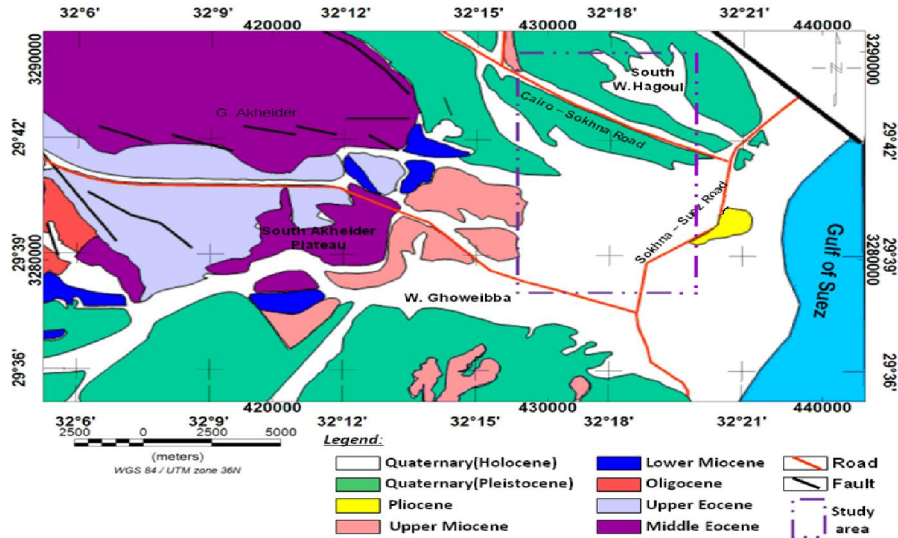 32°6' 32°9' 32°12' 32°15' 32°18' 32°21'
420000 430000 440000
3290000 3290000
South
W.Hagoul
G. Akheider
Cairo – Sokhna Road
29°42' 29°42'
Sokhna – Suez Road
South Akheider
Plateau
29°39' 29°39'
3280000 3280000
Gulf of Suez
W. Ghoweibba
29°36' 29°36'
32°6' 32°9' 32°12' 32°15' 32°18' 32°21'
420000 430000 440000
2500 0 2500 5000
(meters)
WGS 84 / UTM zone 36N
Legend:
Quaternary(Holocene)
Quaternary(Pleistocene)
Pliocene
Upper Miocene
Lower Miocene
Oligocene
Upper Eocene
Middle Eocene
Road
Fault
Study
area